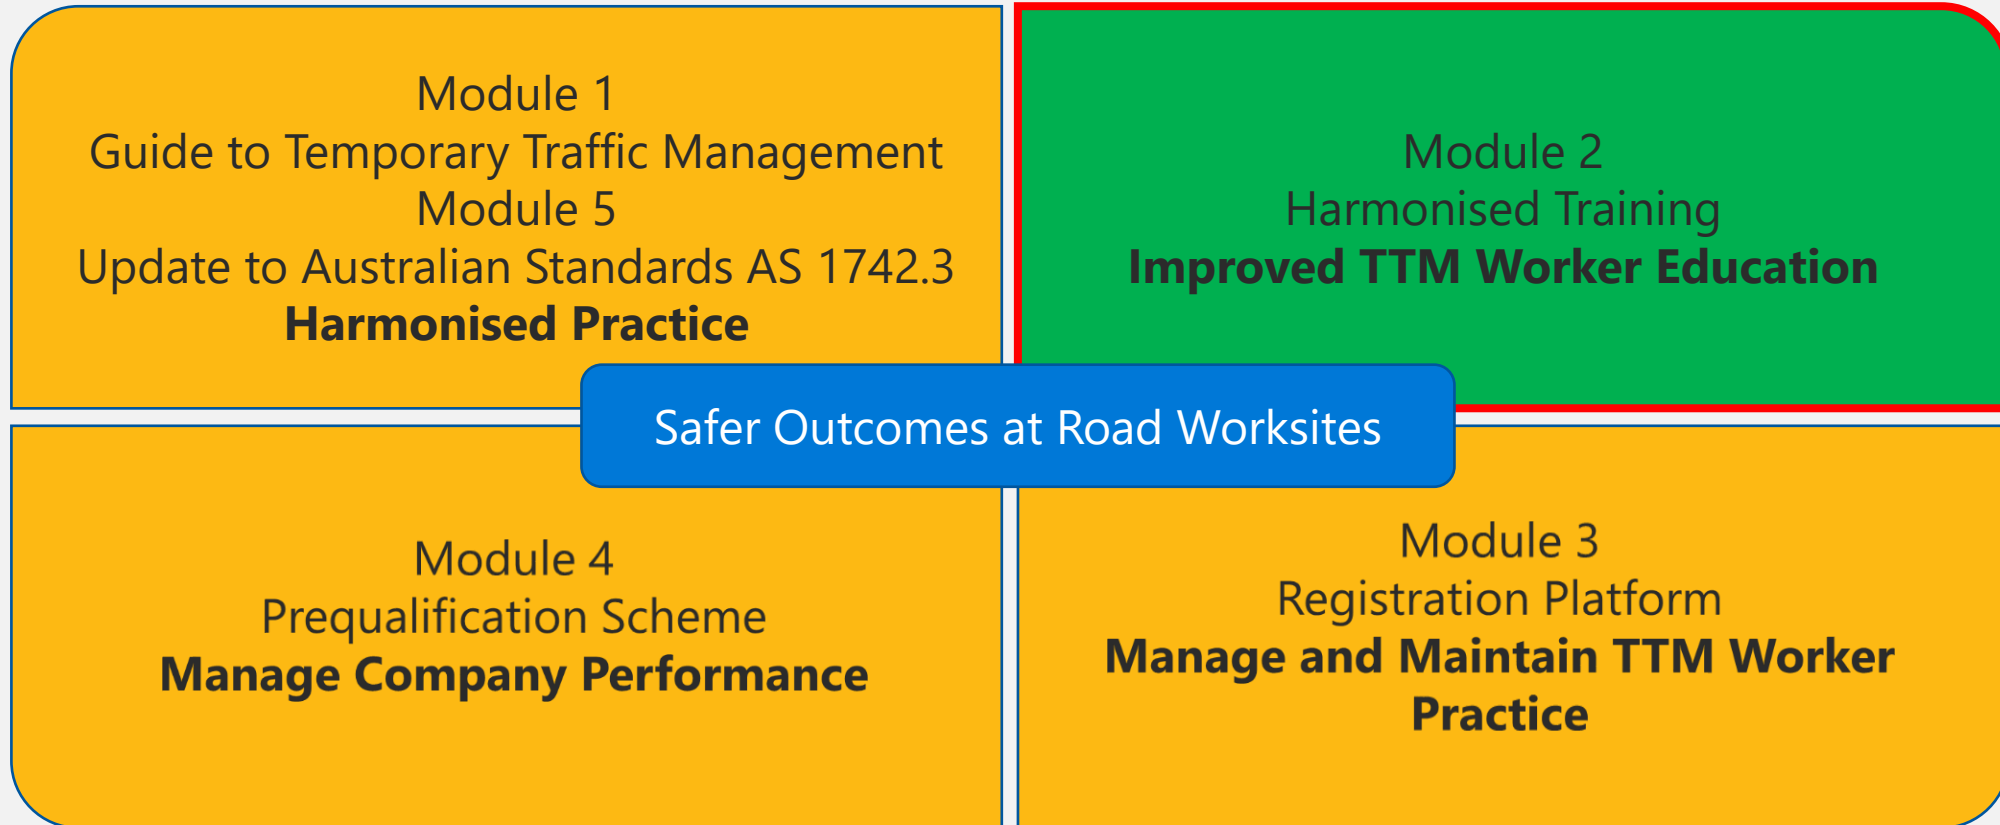 Module 1
Guide to Temporary Traffic Management
Module 5
Update to Australian Standards AS 1742.3
Harmonised Practice
Module 2
Harmonised Training
Improved TTM Worker Education
Safer Outcomes at Road Worksites
Module 4
Prequalification Scheme
Manage Company Performance
Module 3
Registration Platform
Manage and Maintain TTM Worker
Practice